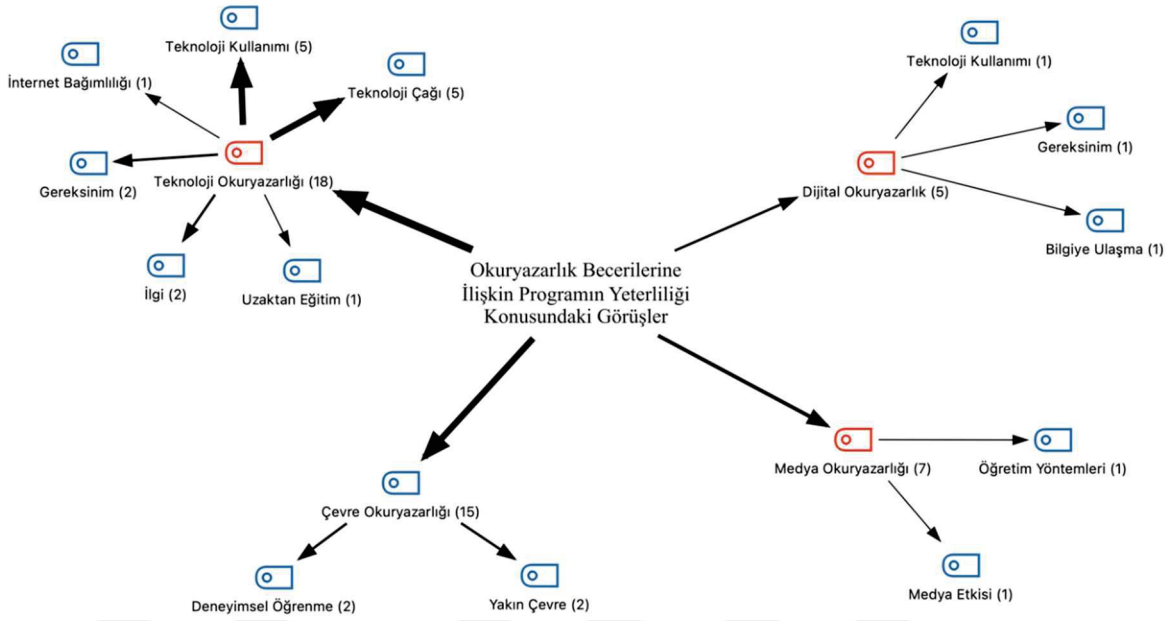 Teknoloji Kullanımı (5)
İnternet Bağımlılığı (1)
Teknoloji Çağı (5)
Gereksinim (2)
Teknoloji Okuryazarlığı (18)
İlgi (2)
Uzaktan Eğitim (1)
Teknoloji Kullanımı (1)
Gereksinim (1)
Dijital Okuryazarlık (5)
Bilgiye Ulaşma (1)
Okuryazarlık Becerilerine
İlişkin Programın Yeterliliği
Konusundaki Görüşler
Çevre Okuryazarlığı (15)
Deneyimsel Öğrenme (2)
Yakın Çevre (2)
Medya Okuryazarlığı (7)
Öğretim Yöntemleri (1)
Medya Etkisi (1)